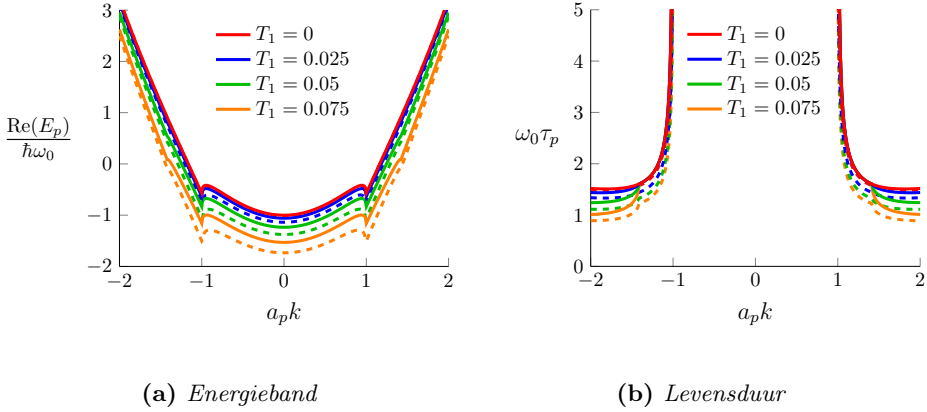 3
2
1
0
−1
−2
−2
−1
0
1
2
Re(E_p)
ħω_0
a_p k
T_1 = 0
T_1 = 0.025
T_1 = 0.05
T_1 = 0.075
5
4
3
2
1
0
−2
−1
0
1
2
ω_0 τ_p
a_p k
T_1 = 0
T_1 = 0.025
T_1 = 0.05
T_1 = 0.075
(a) Energieband
(b) Levensduur